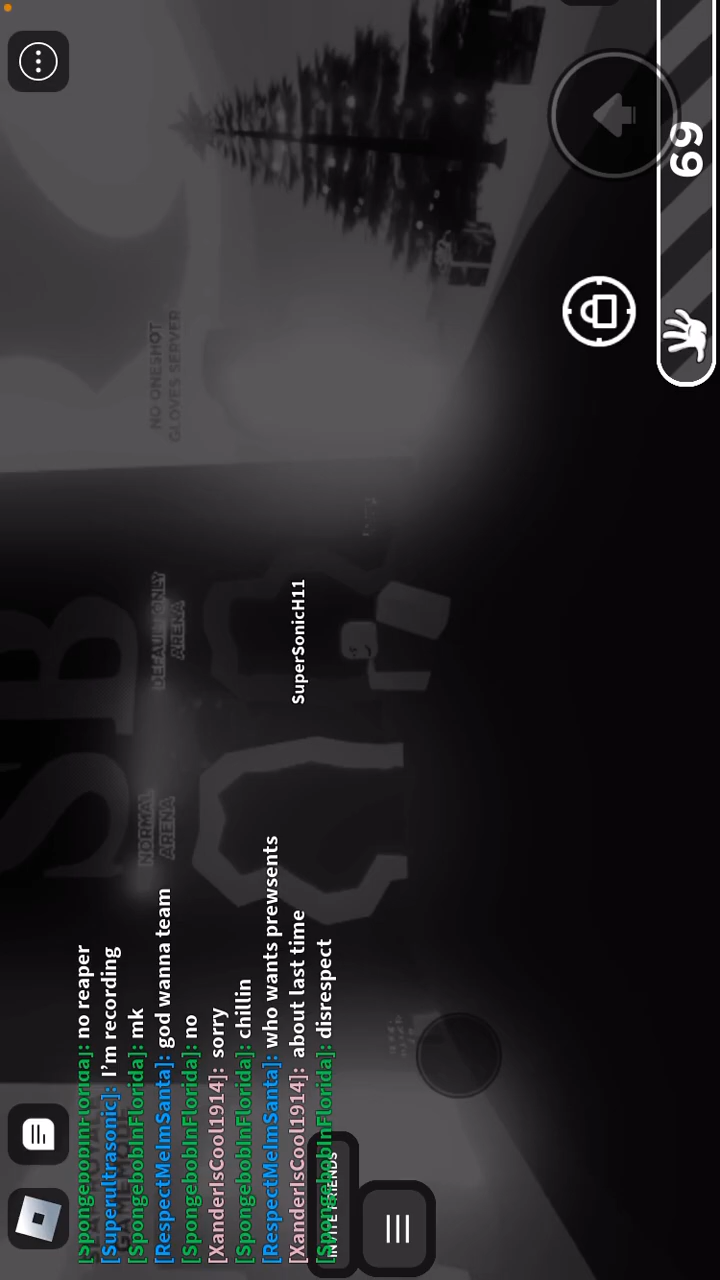 [SpongebobInFlorida]: no reaper
[Superultrasonic]: I'm recording
[SpongebobInFlorida]: mk
[RespectMeImSanta]: god wanna team
[SpongebobInFlorida]: no
[XanderIsCool1914]: sorry
[SpongebobInFlorida]: chillin
[RespectMeImSanta]: who wants prewsents
[XanderIsCool1914]: about last time
[SpongebobInFlorida]: disrespect
INVITE FRIENDS
SB
NORMAL
ARENA
DEFAULT ONLY
ARENA
NO ONESHOT
GLOVES SERVER
SuperSonicH11
69